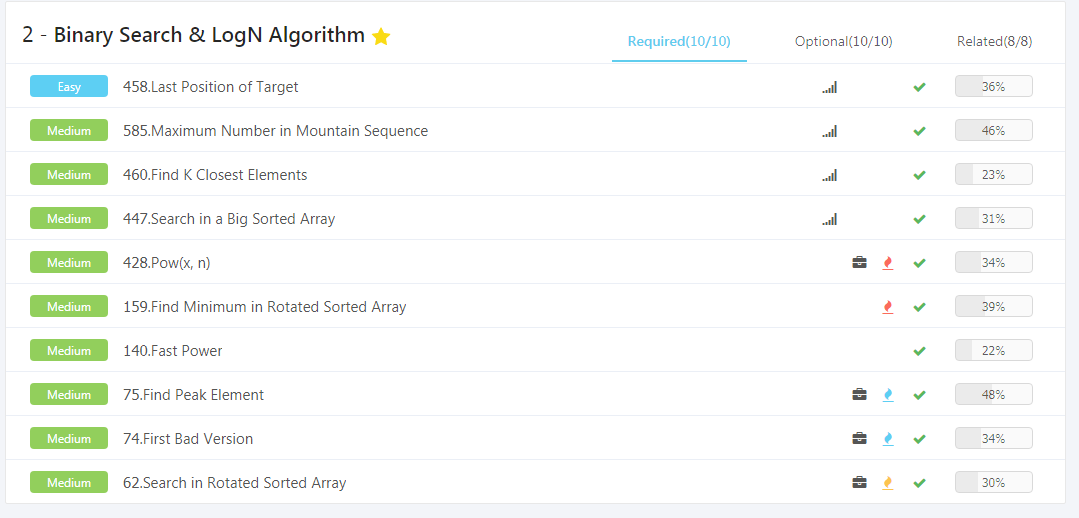 2 - Binary Search & LogN Algorithm Required(10/10) Optional(10/10) Related(8/8)
Easy 458.Last Position of Target 36%
Medium 585.Maximum Number in Mountain Sequence 46%
Medium 460.Find K Closest Elements 23%
Medium 447.Search in a Big Sorted Array 31%
Medium 428.Pow(x, n) 34%
Medium 159.Find Minimum in Rotated Sorted Array 39%
Medium 140.Fast Power 22%
Medium 75.Find Peak Element 48%
Medium 74.First Bad Version 34%
Medium 62.Search in Rotated Sorted Array 30%